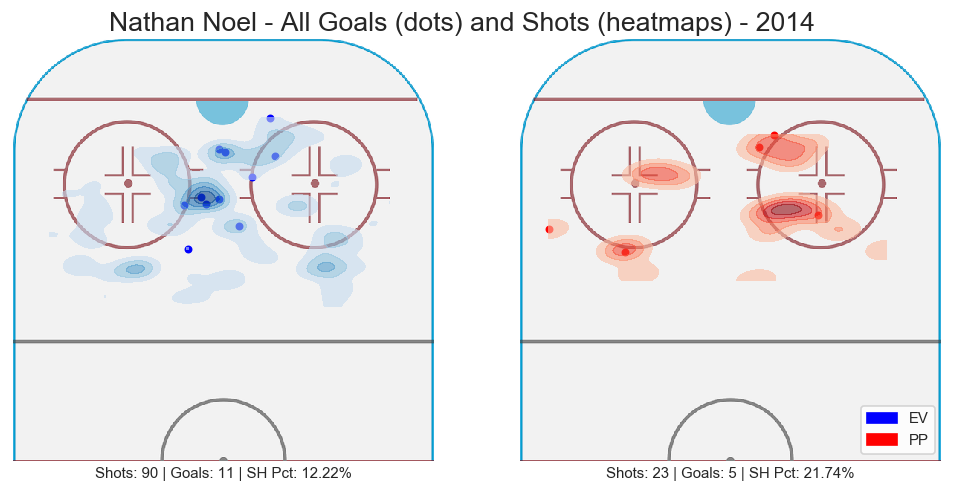 Nathan Noel - All Goals (dots) and Shots (heatmaps) - 2014
EV
PP
Shots: 90 | Goals: 11 | SH Pct: 12.22%
Shots: 23 | Goals: 5 | SH Pct: 21.74%